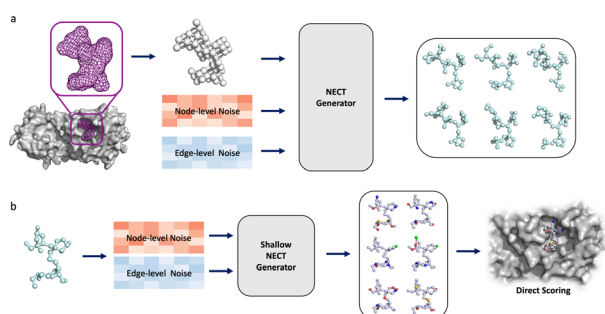 a
Node-level Noise
Edge-level Noise
NECT
Generator
b
Node-level Noise
Edge-level Noise
Shallow
NECT
Generator
Direct Scoring